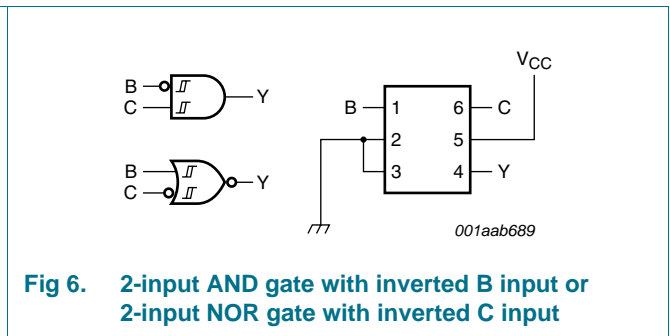 B
C
Y
B
C
Y
V_CC
B 1 6 C
2 5
3 4 Y
001aab689
Fig 6. 2-input AND gate with inverted B input or
2-input NOR gate with inverted C input